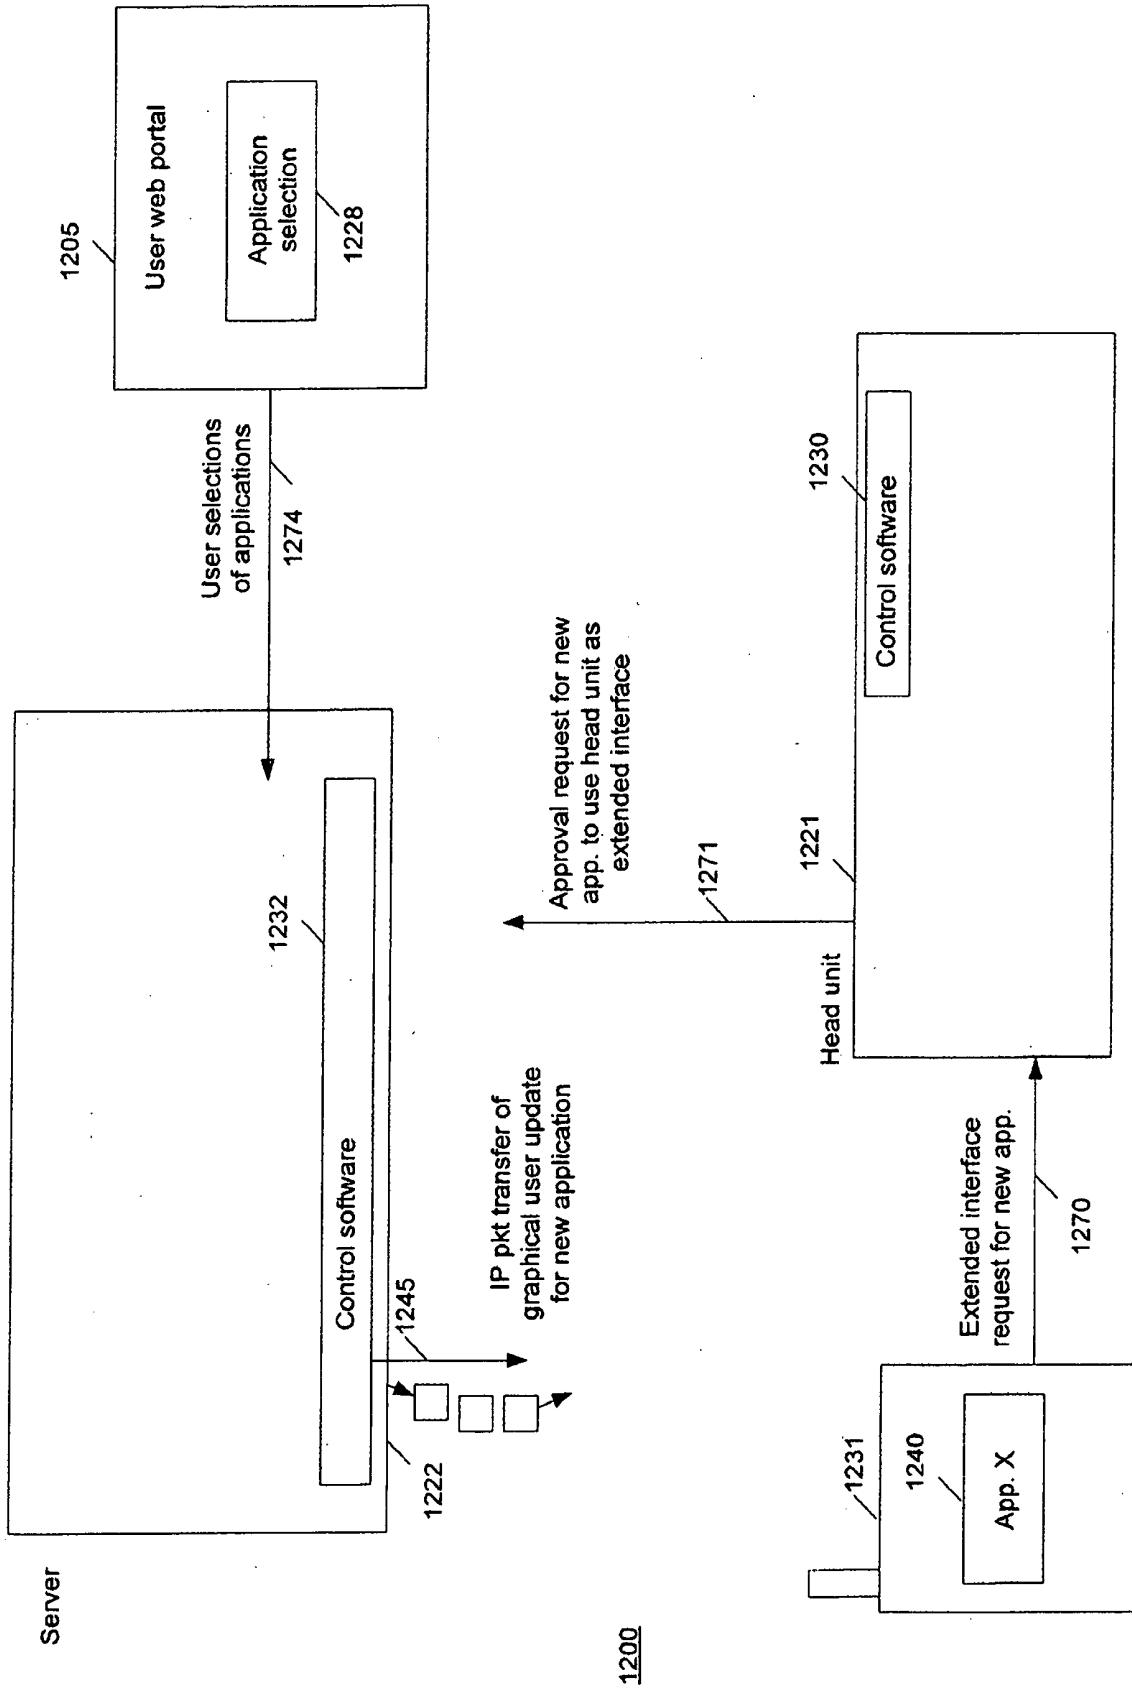 Server
1222
1232
Control software
1245
IP pkt transfer of
graphical user update
for new application
User selections
of applications
1274
1205
User web portal
Application
selection
1228
Approval request for new
app. to use head unit as
extended interface
1271
Head unit
1221
1230
Control software
Extended interface
request for new app.
1270
1231
1240
App. X
1200